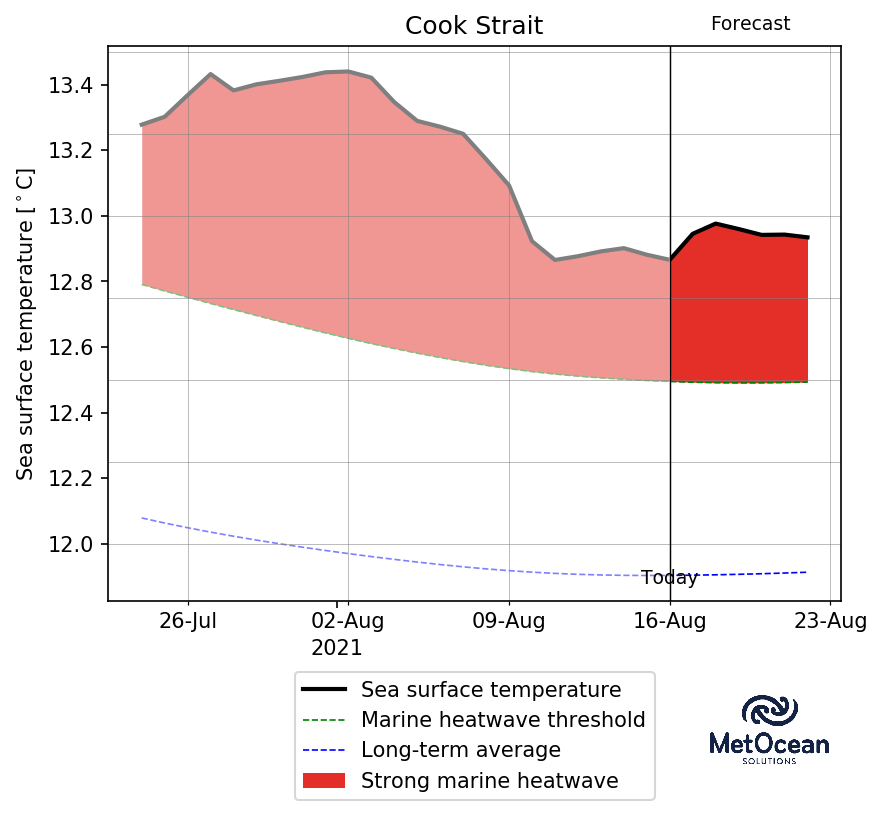 Cook Strait
Forecast
Sea surface temperature [°C]
13.4
13.2
13.0
12.8
12.6
12.4
12.2
12.0
Today
26-Jul 02-Aug 09-Aug 16-Aug 23-Aug
2021
Sea surface temperature
Marine heatwave threshold
Long-term average
Strong marine heatwave
MetOcean
SOLUTIONS